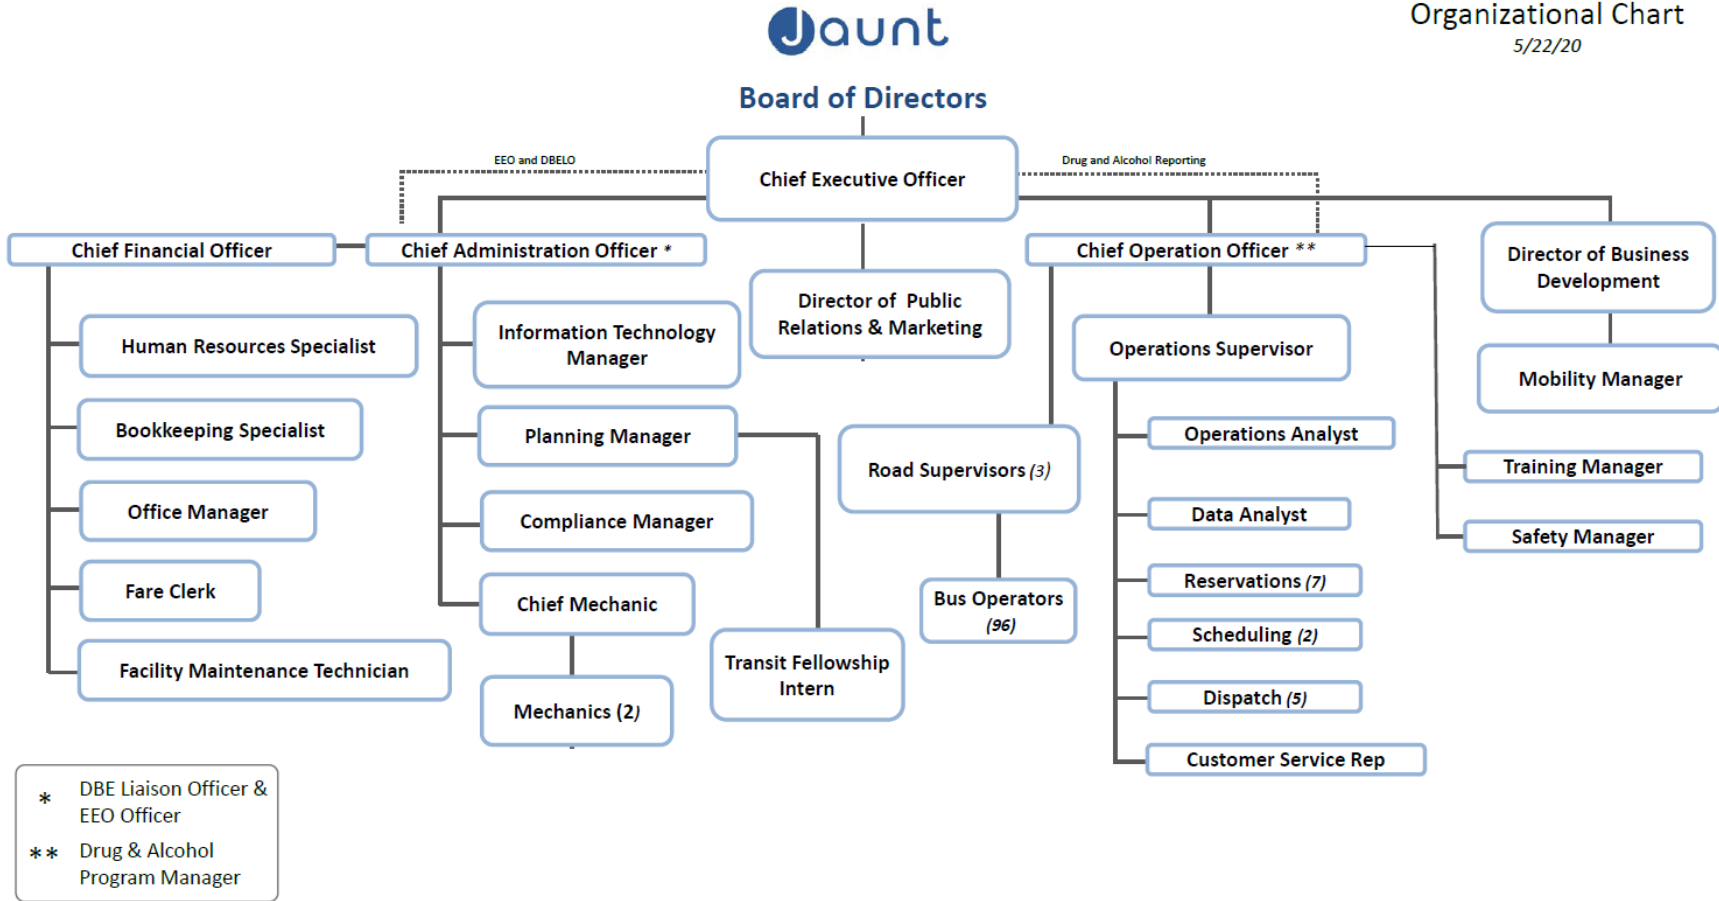 Jaunt
Organizational Chart
5/22/20
Board of Directors
EEO and DBELO
Drug and Alcohol Reporting
Chief Executive Officer
Chief Financial Officer
Chief Administration Officer *
Chief Operation Officer **
Director of Business
Development
Director of Public
Relations & Marketing
Human Resources Specialist
Bookkeeping Specialist
Office Manager
Fare Clerk
Facility Maintenance Technician
Information Technology
Manager
Planning Manager
Compliance Manager
Chief Mechanic
Mechanics (2)
Transit Fellowship
Intern
Road Supervisors (3)
Bus Operators
(96)
Operations Supervisor
Operations Analyst
Data Analyst
Reservations (7)
Scheduling (2)
Dispatch (5)
Customer Service Rep
Mobility Manager
Training Manager
Safety Manager
* DBE Liaison Officer &
EEO Officer
** Drug & Alcohol
Program Manager